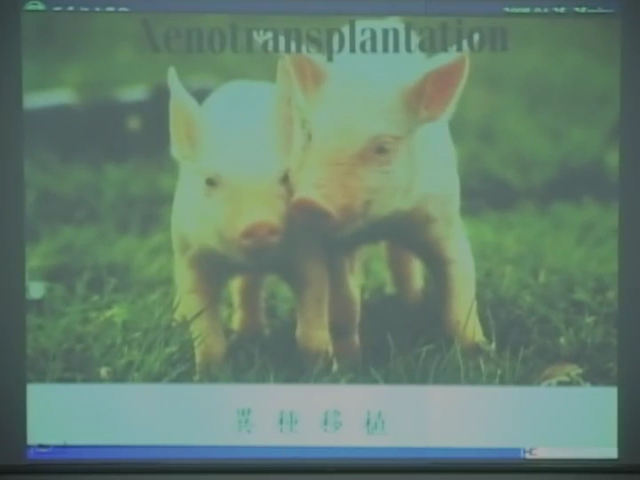 Xenotransplantation
異種移植